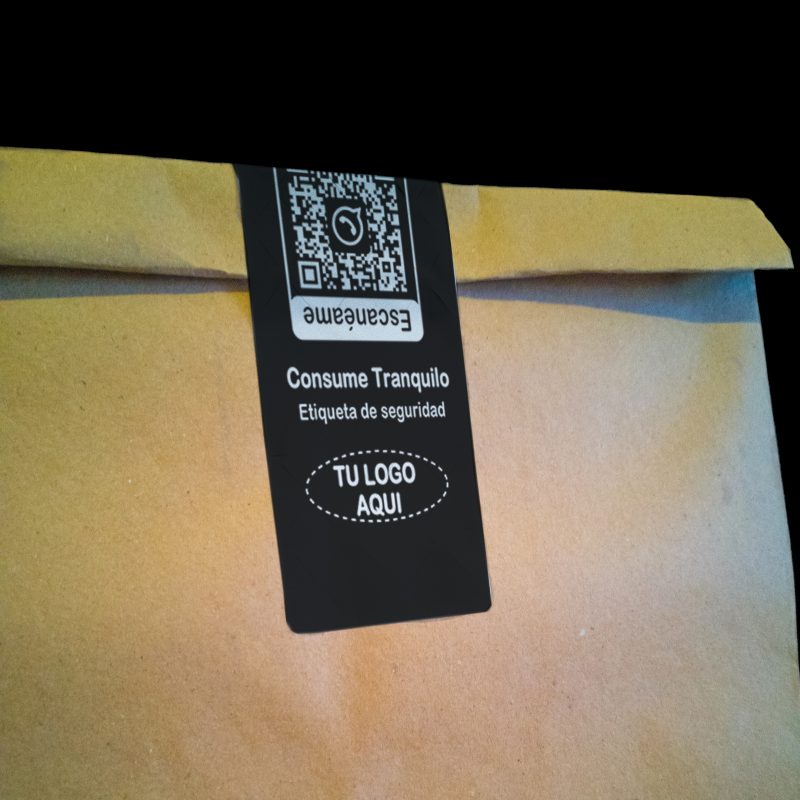 Escanéame
Consume Tranquilo
Etiqueta de seguridad
TU LOGO
AQUI